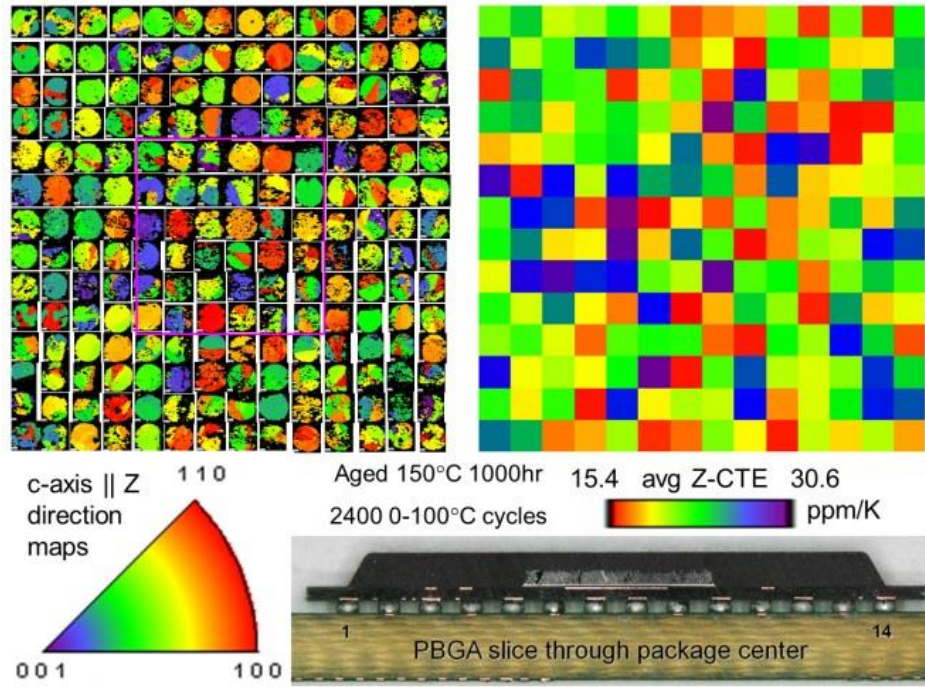 c-axis || Z
direction
maps
1 1 0
0 0 1
1 0 0
Aged 150°C 1000hr
2400 0-100°C cycles
15.4 avg Z-CTE 30.6
ppm/K
1
14
PBGA slice through package center